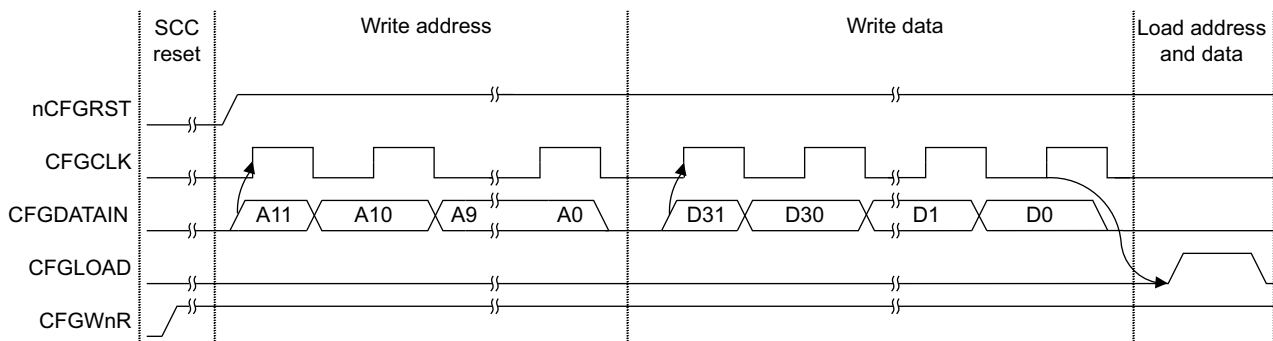 SCC
reset
Write address
Write data
Load address
and data
nCFGRST
CFGCLK
CFGDATAIN
A11
A10
A9
A0
D31
D30
D1
D0
CFGLOAD
CFGWnR